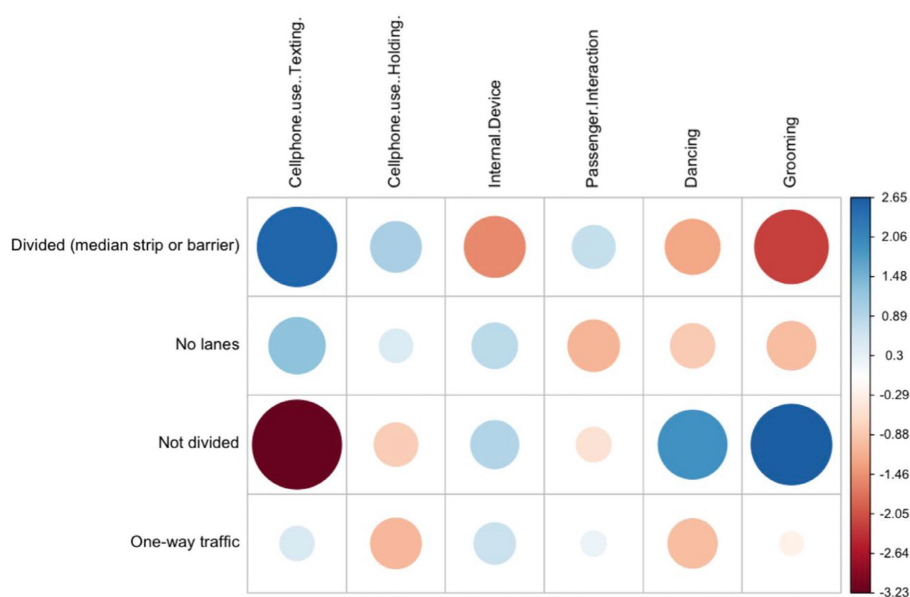 Cellphone.use..Texting.
Cellphone.use..Holding.
Internal.Device
Passenger.Interaction
Dancing
Grooming
Divided (median strip or barrier)
No lanes
Not divided
One-way traffic
2.65
2.06
1.48
0.89
0.3
-0.29
-0.88
-1.46
-2.05
-2.64
-3.23